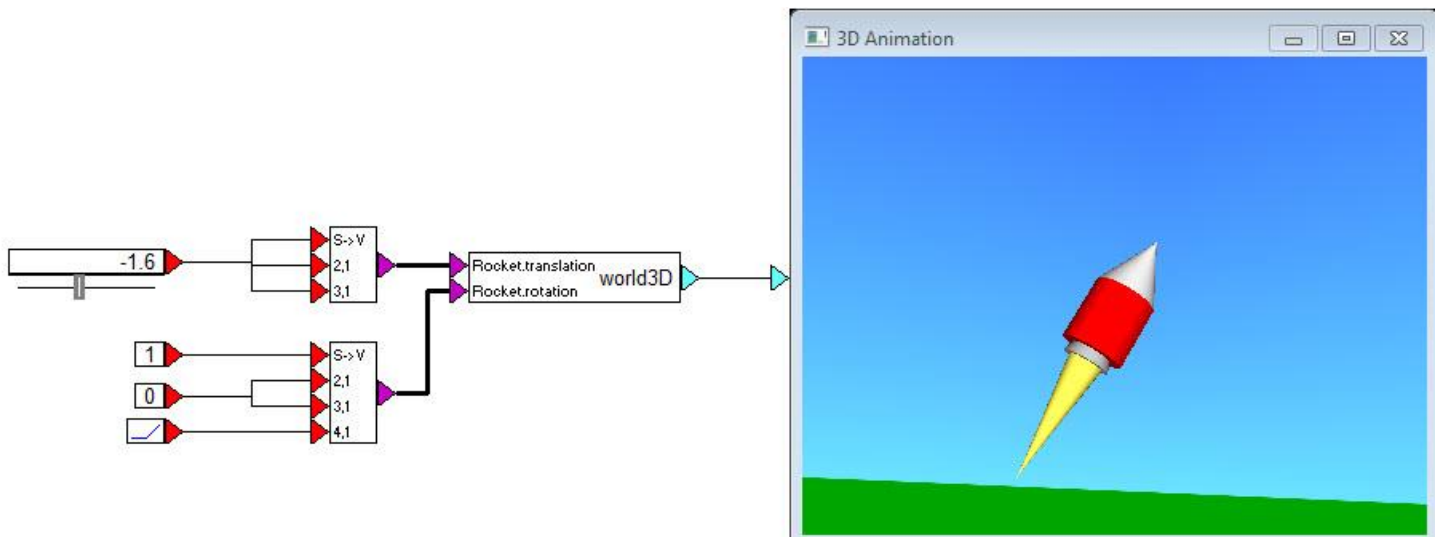 3D Animation
-1.6
S->V
2,1
3,1
Rocket.translation
Rocket.rotation
world3D
1
0
S->V
2,1
3,1
4,1